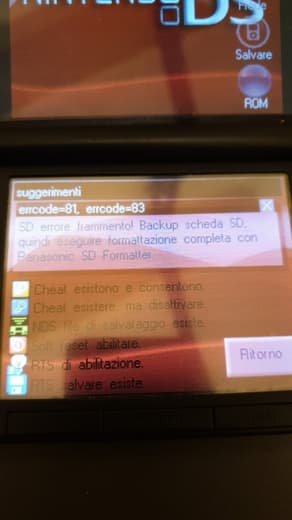 NINTENDO DS
Salvare
ROM
suggerimenti
errcode=81, errcode=83
SD errore frammento! Backup scheda SD,
quindi eseguire formattazione completa con
Panasonic SD Formatter.
Cheat esistono e consentono.
Cheat esistere, ma disattivare.
NDS file di salvataggio esiste.
Soft reset abilitare.
RTS di abilitazione.
RTS salvare esiste.
Ritorno